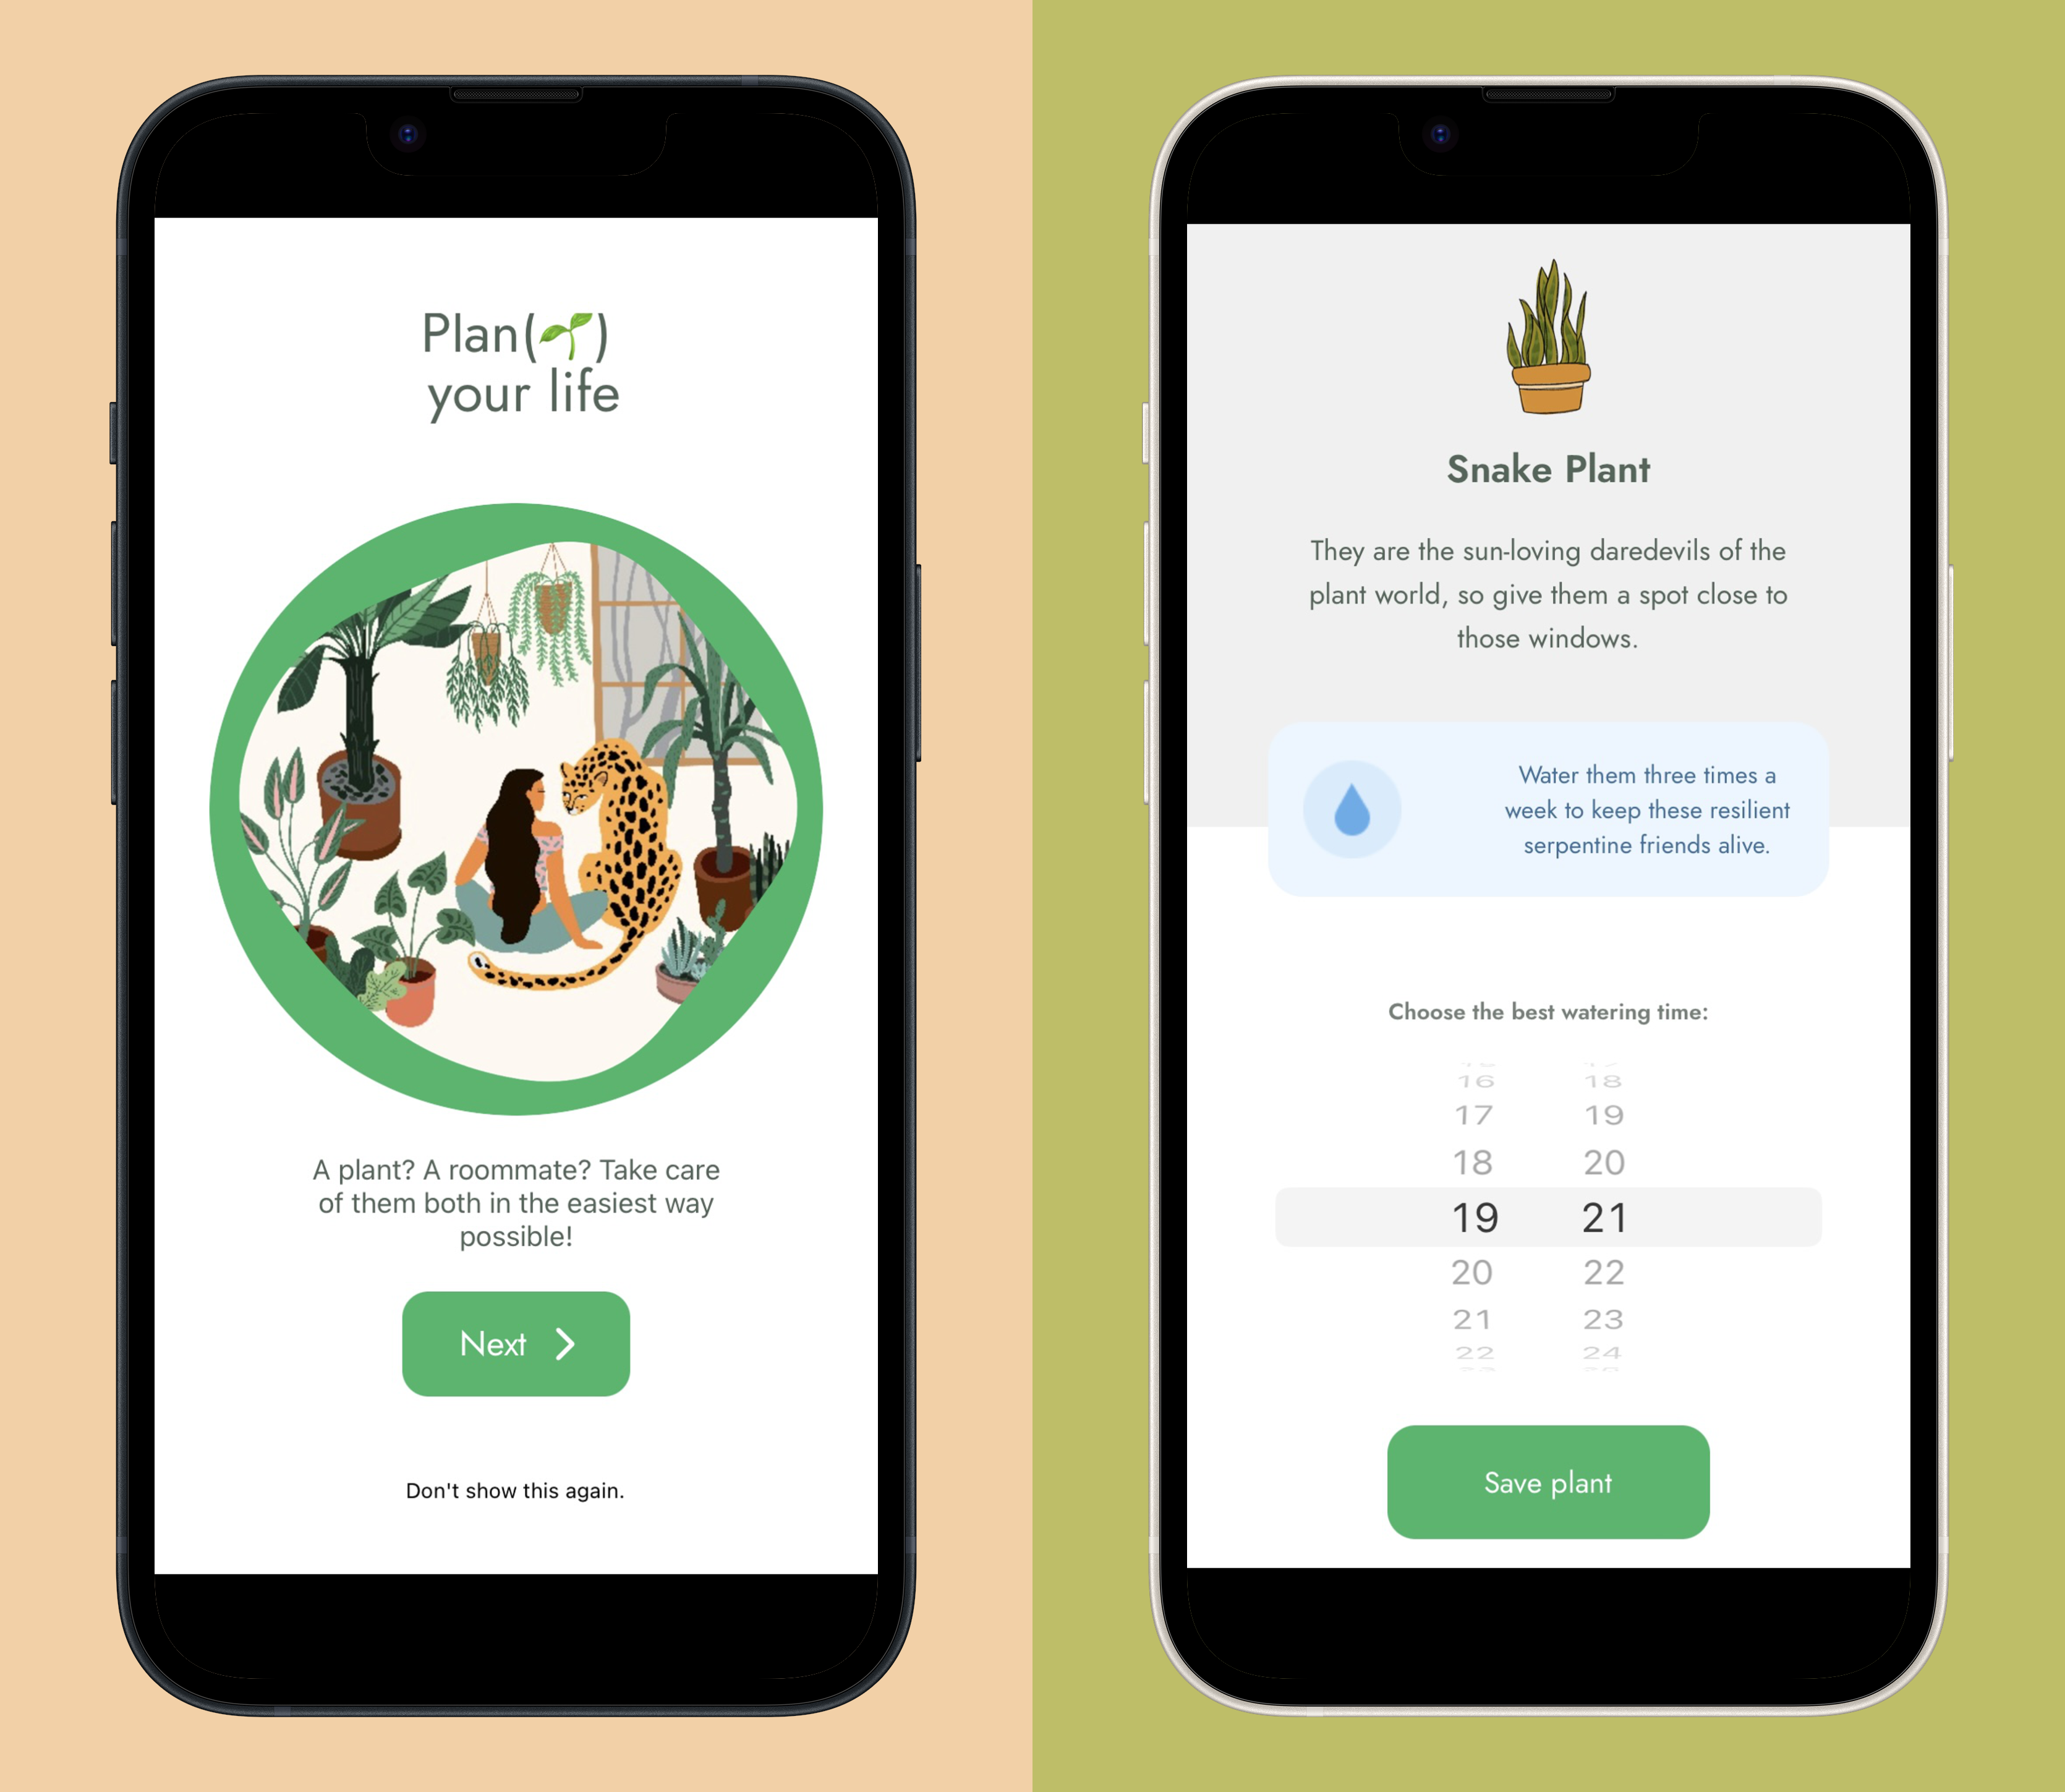 Plan(🌱)
your life
A plant? A roommate? Take care
of them both in the easiest way
possible!
Next
Don't show this again.
Snake Plant
They are the sun-loving daredevils of the
plant world, so give them a spot close to
those windows.
Water them three times a
week to keep these resilient
serpentine friends alive.
Choose the best watering time:
16 18
17 19
18 20
19 21
20 22
21 23
22 24
Save plant